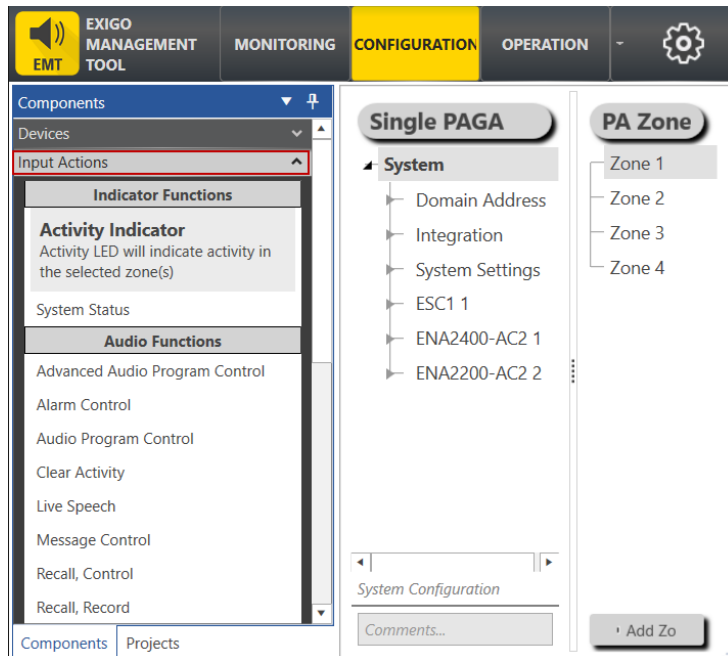 EXIGO
MANAGEMENT
TOOL
EMT
MONITORING
CONFIGURATION
OPERATION
Components
Devices
Input Actions
Indicator Functions
Activity Indicator
Activity LED will indicate activity in
the selected zone(s)
System Status
Audio Functions
Advanced Audio Program Control
Alarm Control
Audio Program Control
Clear Activity
Live Speech
Message Control
Recall, Control
Recall, Record
Components
Projects
Single PAGA
System
Domain Address
Integration
System Settings
ESC1 1
ENA2400-AC2 1
ENA2200-AC2 2
System Configuration
Comments...
PA Zone
Zone 1
Zone 2
Zone 3
Zone 4
Add Zo